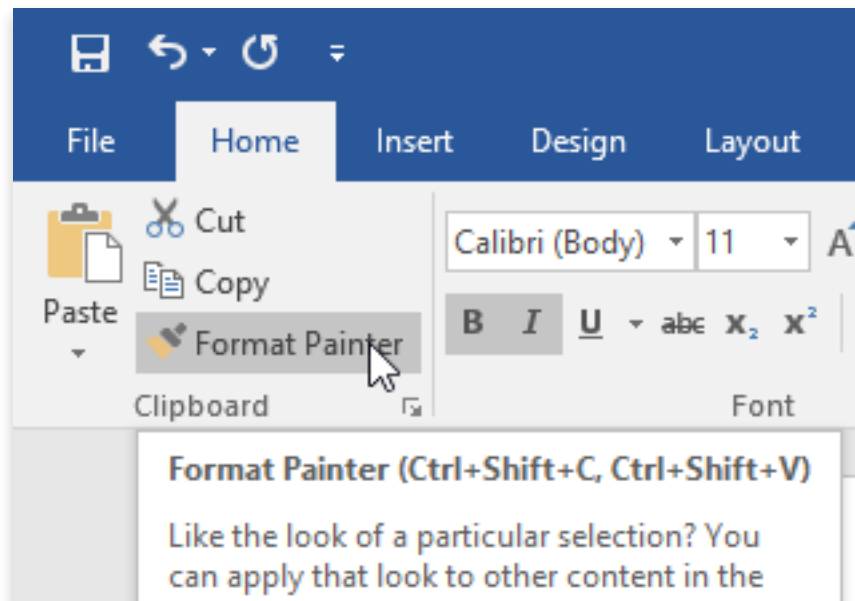 File Home Insert Design Layout
Cut
Calibri (Body) 11 A
Copy
Paste
B I U abc x₂ x²
Format Painter
Clipboard Font
Format Painter (Ctrl+Shift+C, Ctrl+Shift+V)
Like the look of a particular selection? You
can apply that look to other content in the